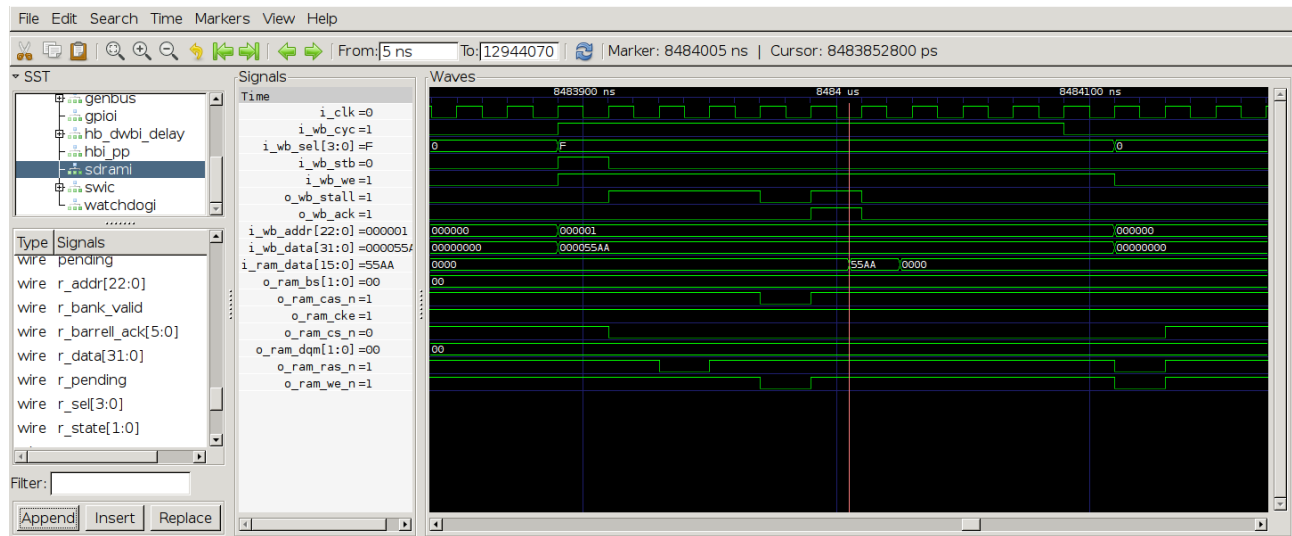 File Edit Search Time Markers View Help
From: 5 ns To: 12944070 Marker: 8484005 ns | Cursor: 8483852800 ps
SST
genbus
gpioi
hb_dwbi_delay
hbi_pp
sdrami
swic
watchdogi
Type Signals
wire pending
wire r_addr[22:0]
wire r_bank_valid
wire r_barrell_ack[5:0]
wire r_data[31:0]
wire r_pending
wire r_sel[3:0]
wire r_state[1:0]
Filter:
Append Insert Replace
Signals
Time
i_clk=0
i_wb_cyc=1
i_wb_sel[3:0]=F
i_wb_stb=0
i_wb_we=1
o_wb_stall=1
o_wb_ack=1
i_wb_addr[22:0]=000001
i_wb_data[31:0]=000055A
i_ram_data[15:0]=55AA
o_ram_bs[1:0]=00
o_ram_cas_n=1
o_ram_cke=1
o_ram_cs_n=0
o_ram_dqm[1:0]=00
o_ram_ras_n=1
o_ram_we_n=1
Waves
8483900 ns 8484 us 8484100 ns
0 F 0
000000 000001 000000
00000000 000055AA 00000000
0000 55AA 0000
00
00